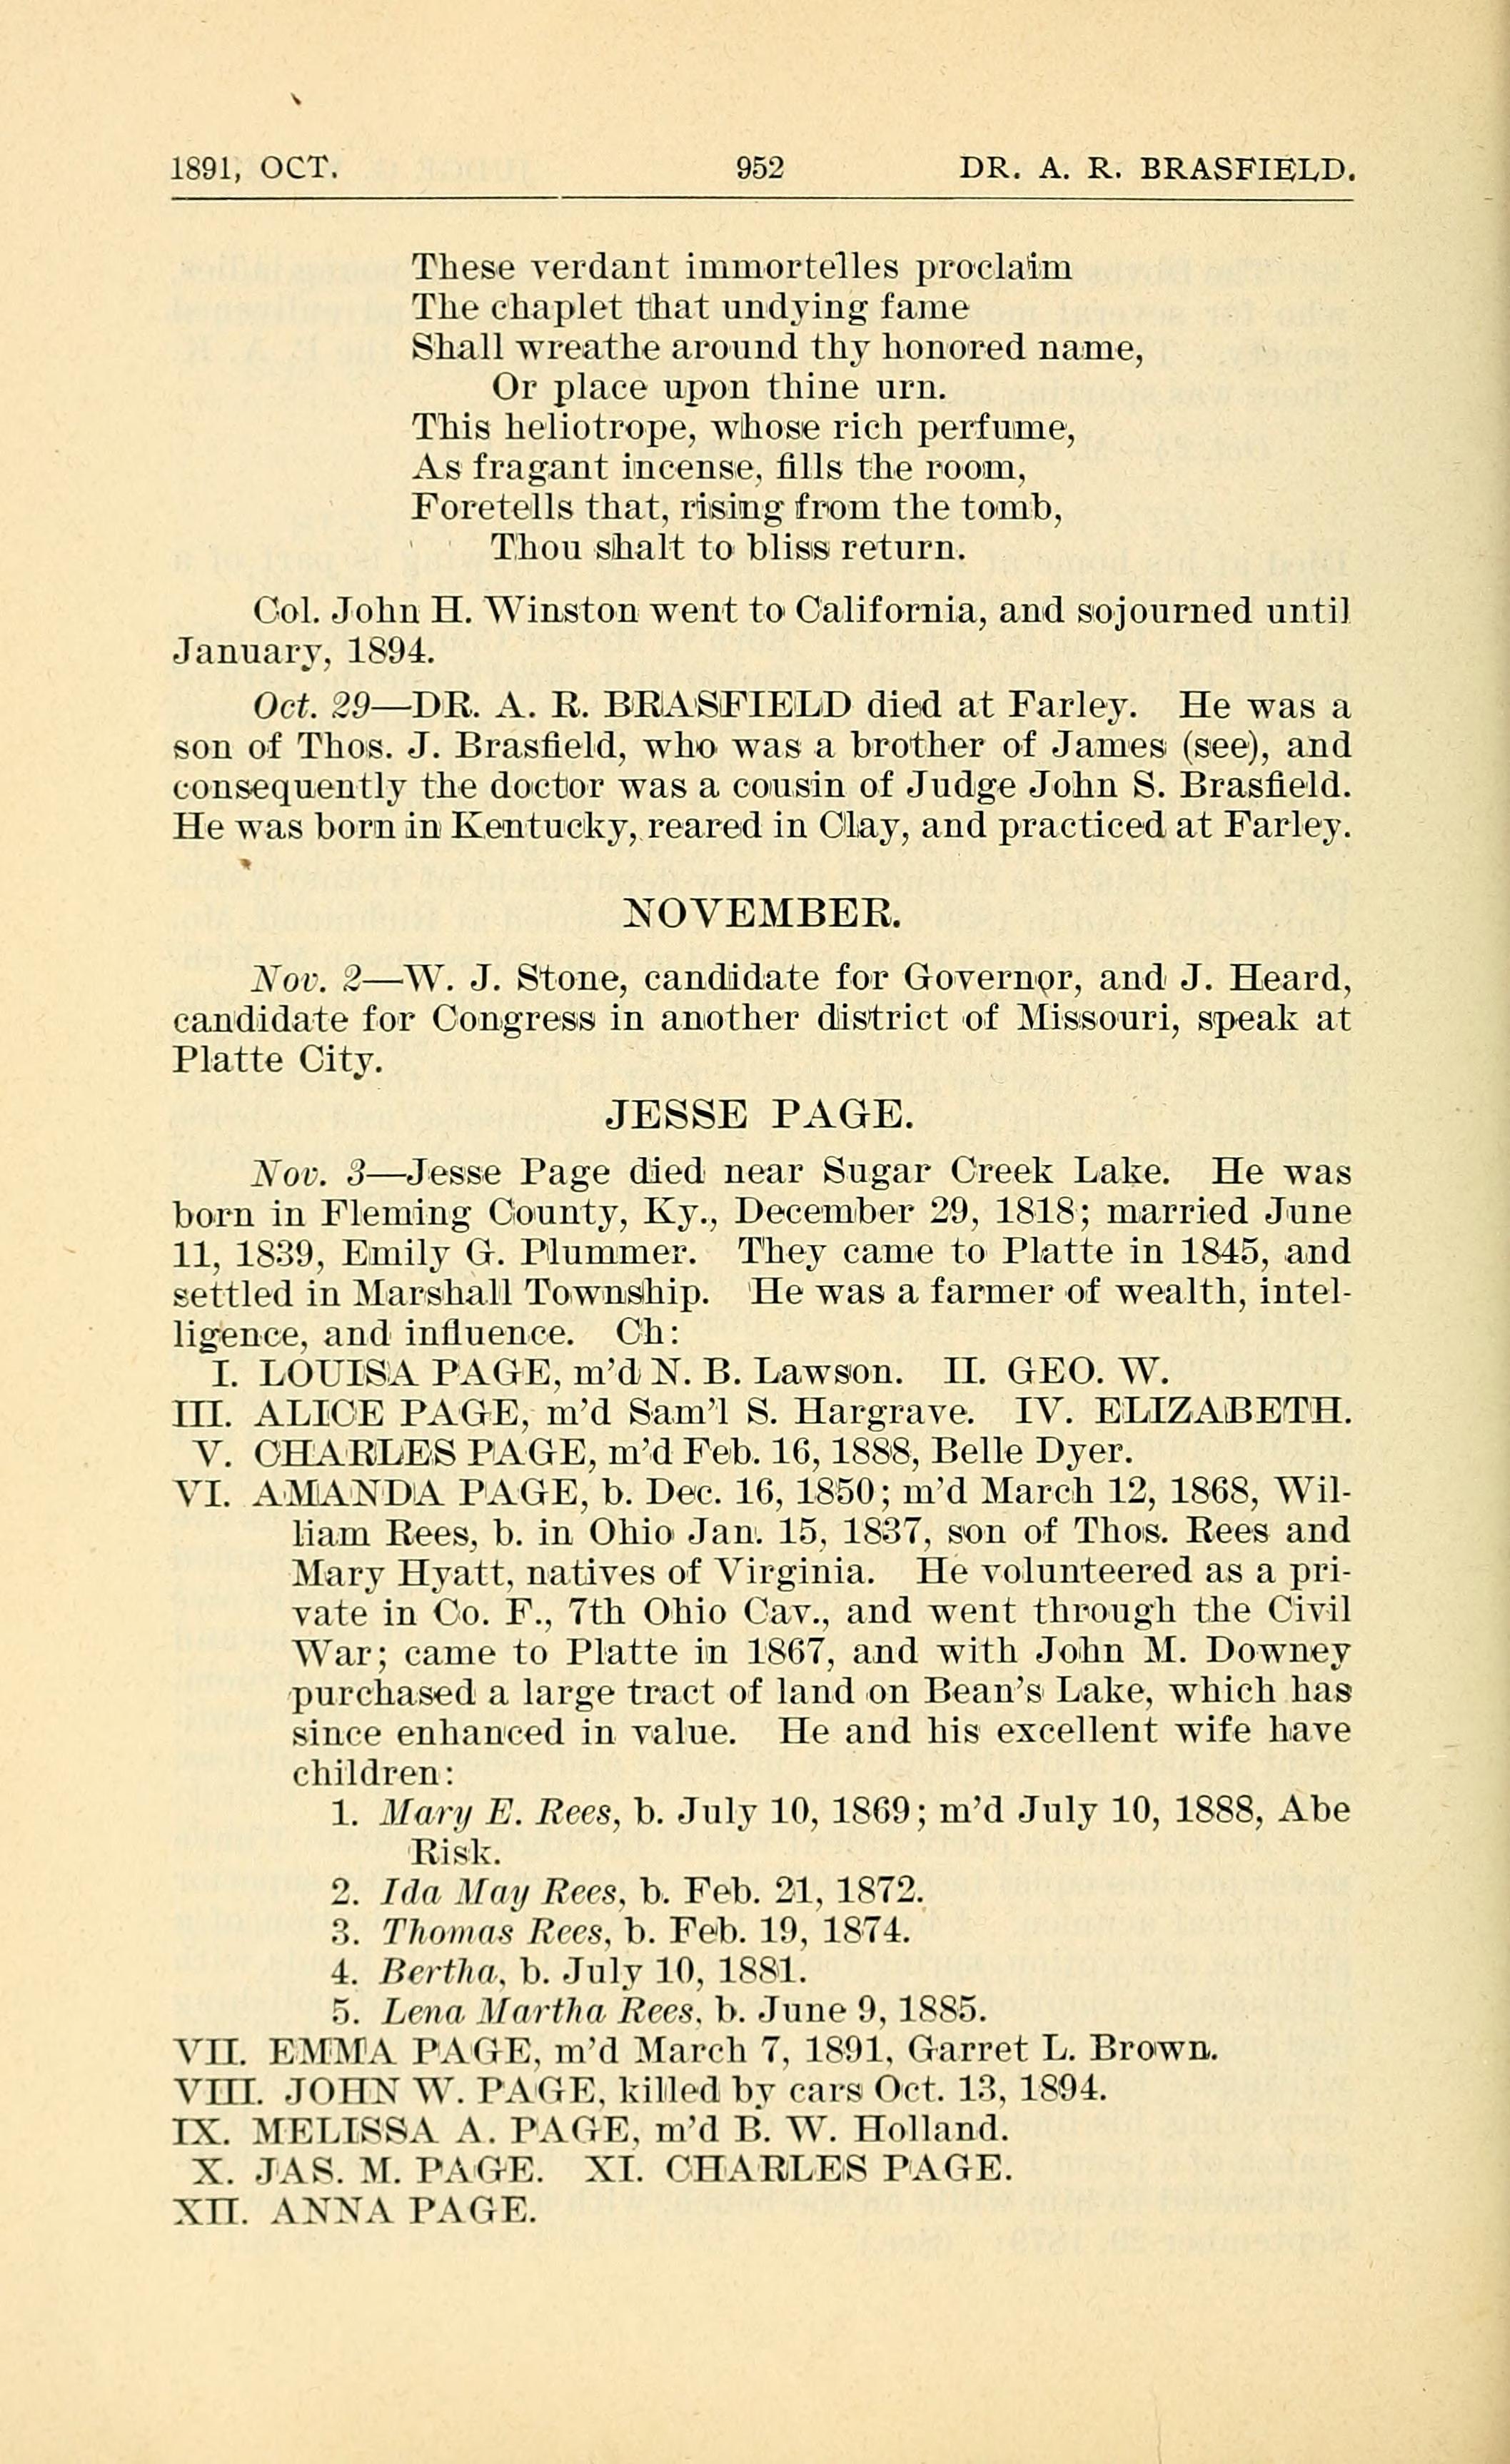 1891, OCT. 952 DR. A. R. BRASFIELD.
These verdant immortelles proclaim
The chaplet that undying fame
Shall wreathe around thy honored name,
Or place upon thine urn.
This heliotrope, whose rich perfume,
As fragant incense, fills the room,
Foretells that, rising from the tomb,
Thou shalt to bliss return.
Col. John H. Winston went to California, and sojourned until
January, 1894.
Oct. 29—DR. A. R. BRASFIELD died at Farley. He was a
son of Thos. J. Brasfield, who was a brother of James (see), and
consequently the doctor was a cousin of Judge John S. Brasfield.
He was born in Kentucky, reared in Clay, and practiced at Farley.
NOVEMBER.
Nov. 2—W. J. Stone, candidate for Governor, and J. Heard,
candidate for Congress in another district of Missouri, speak at
Platte City.
JESSE PAGE.
Nov. 3—Jesse Page died near Sugar Creek Lake. He was
born in Fleming County, Ky., December 29, 1818; married June
11, 1839, Emily G. Plummer. They came to Platte in 1845, and
settled in Marshall Township. He was a farmer of wealth, intel-
ligence, and influence. Ch:
I. LOUISA PAGE, m'd N. B. Lawson. II. GEO. W.
III. ALICE PAGE, m'd Sam'l S. Hargrave. IV. ELIZABETH.
V. CHARLES PAGE, m'd Feb. 16, 1888, Belle Dyer.
VI. AMANDA PAGE, b. Dec. 16, 1850; m'd March 12, 1868, Wil-
liam Rees, b. in Ohio Jan. 15, 1837, son of Thos. Rees and
Mary Hyatt, natives of Virginia. He volunteered as a pri-
vate in Co. F., 7th Ohio Cav., and went through the Civil
War; came to Platte in 1867, and with John M. Downey
purchased a large tract of land on Bean's Lake, which has
since enhanced in value. He and his excellent wife have
children:
1. Mary E. Rees, b. July 10, 1869; m'd July 10, 1888, Abe
Risk.
2. Ida May Rees, b. Feb. 21, 1872.
3. Thomas Rees, b. Feb. 19, 1874.
4. Bertha, b. July 10, 1881.
5. Lena Martha Rees, b. June 9, 1885.
VII. EMMA PAGE, m'd March 7, 1891, Garret L. Brown.
VIII. JOHN W. PAGE, killed by cars Oct. 13, 1894.
IX. MELISSA A. PAGE, m'd B. W. Holland.
X. JAS. M. PAGE. XI. CHARLES PAGE.
XII. ANNA PAGE.